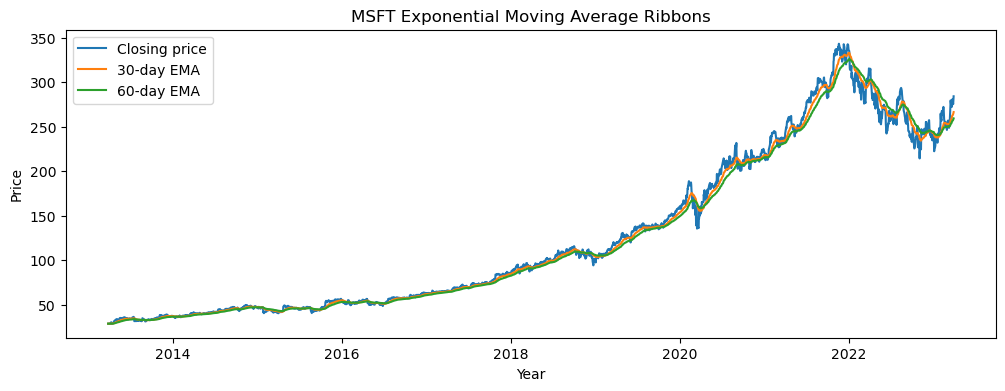 MSFT Exponential Moving Average Ribbons
Closing price
30-day EMA
60-day EMA
Price
350
300
250
200
150
100
50
2014 2016 2018 2020 2022
Year